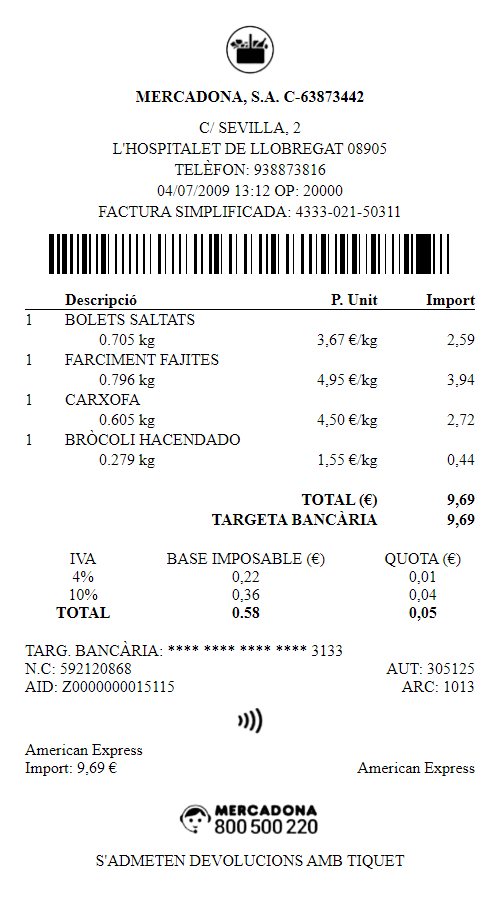 MERCADONA, S.A. C-63873442
C/ SEVILLA, 2
L'HOSPITALET DE LLOBREGAT 08905
TELÈFON: 938873816
04/07/2009 13:12 OP: 20000
FACTURA SIMPLIFICADA: 4333-021-50311
Descripció P. Unit Import
1 BOLETS SALTATS
0.705 kg 3,67 €/kg 2,59
1 FARCIMENT FAJITES
0.796 kg 4,95 €/kg 3,94
1 CARXOFA
0.605 kg 4,50 €/kg 2,72
1 BRÒCOLI HACENDADO
0.279 kg 1,55 €/kg 0,44
TOTAL (€) 9,69
TARGETA BANCÀRIA 9,69
IVA BASE IMPOSABLE (€) QUOTA (€)
4% 0,22 0,01
10% 0,36 0,04
TOTAL 0.58 0,05
TARG. BANCÀRIA: **** **** **** **** 3133
N.C: 592120868 AUT: 305125
AID: Z0000000015115 ARC: 1013
American Express
Import: 9,69 € American Express
MERCADONA
800 500 220
S'ADMETEN DEVOLUCIONS AMB TIQUET